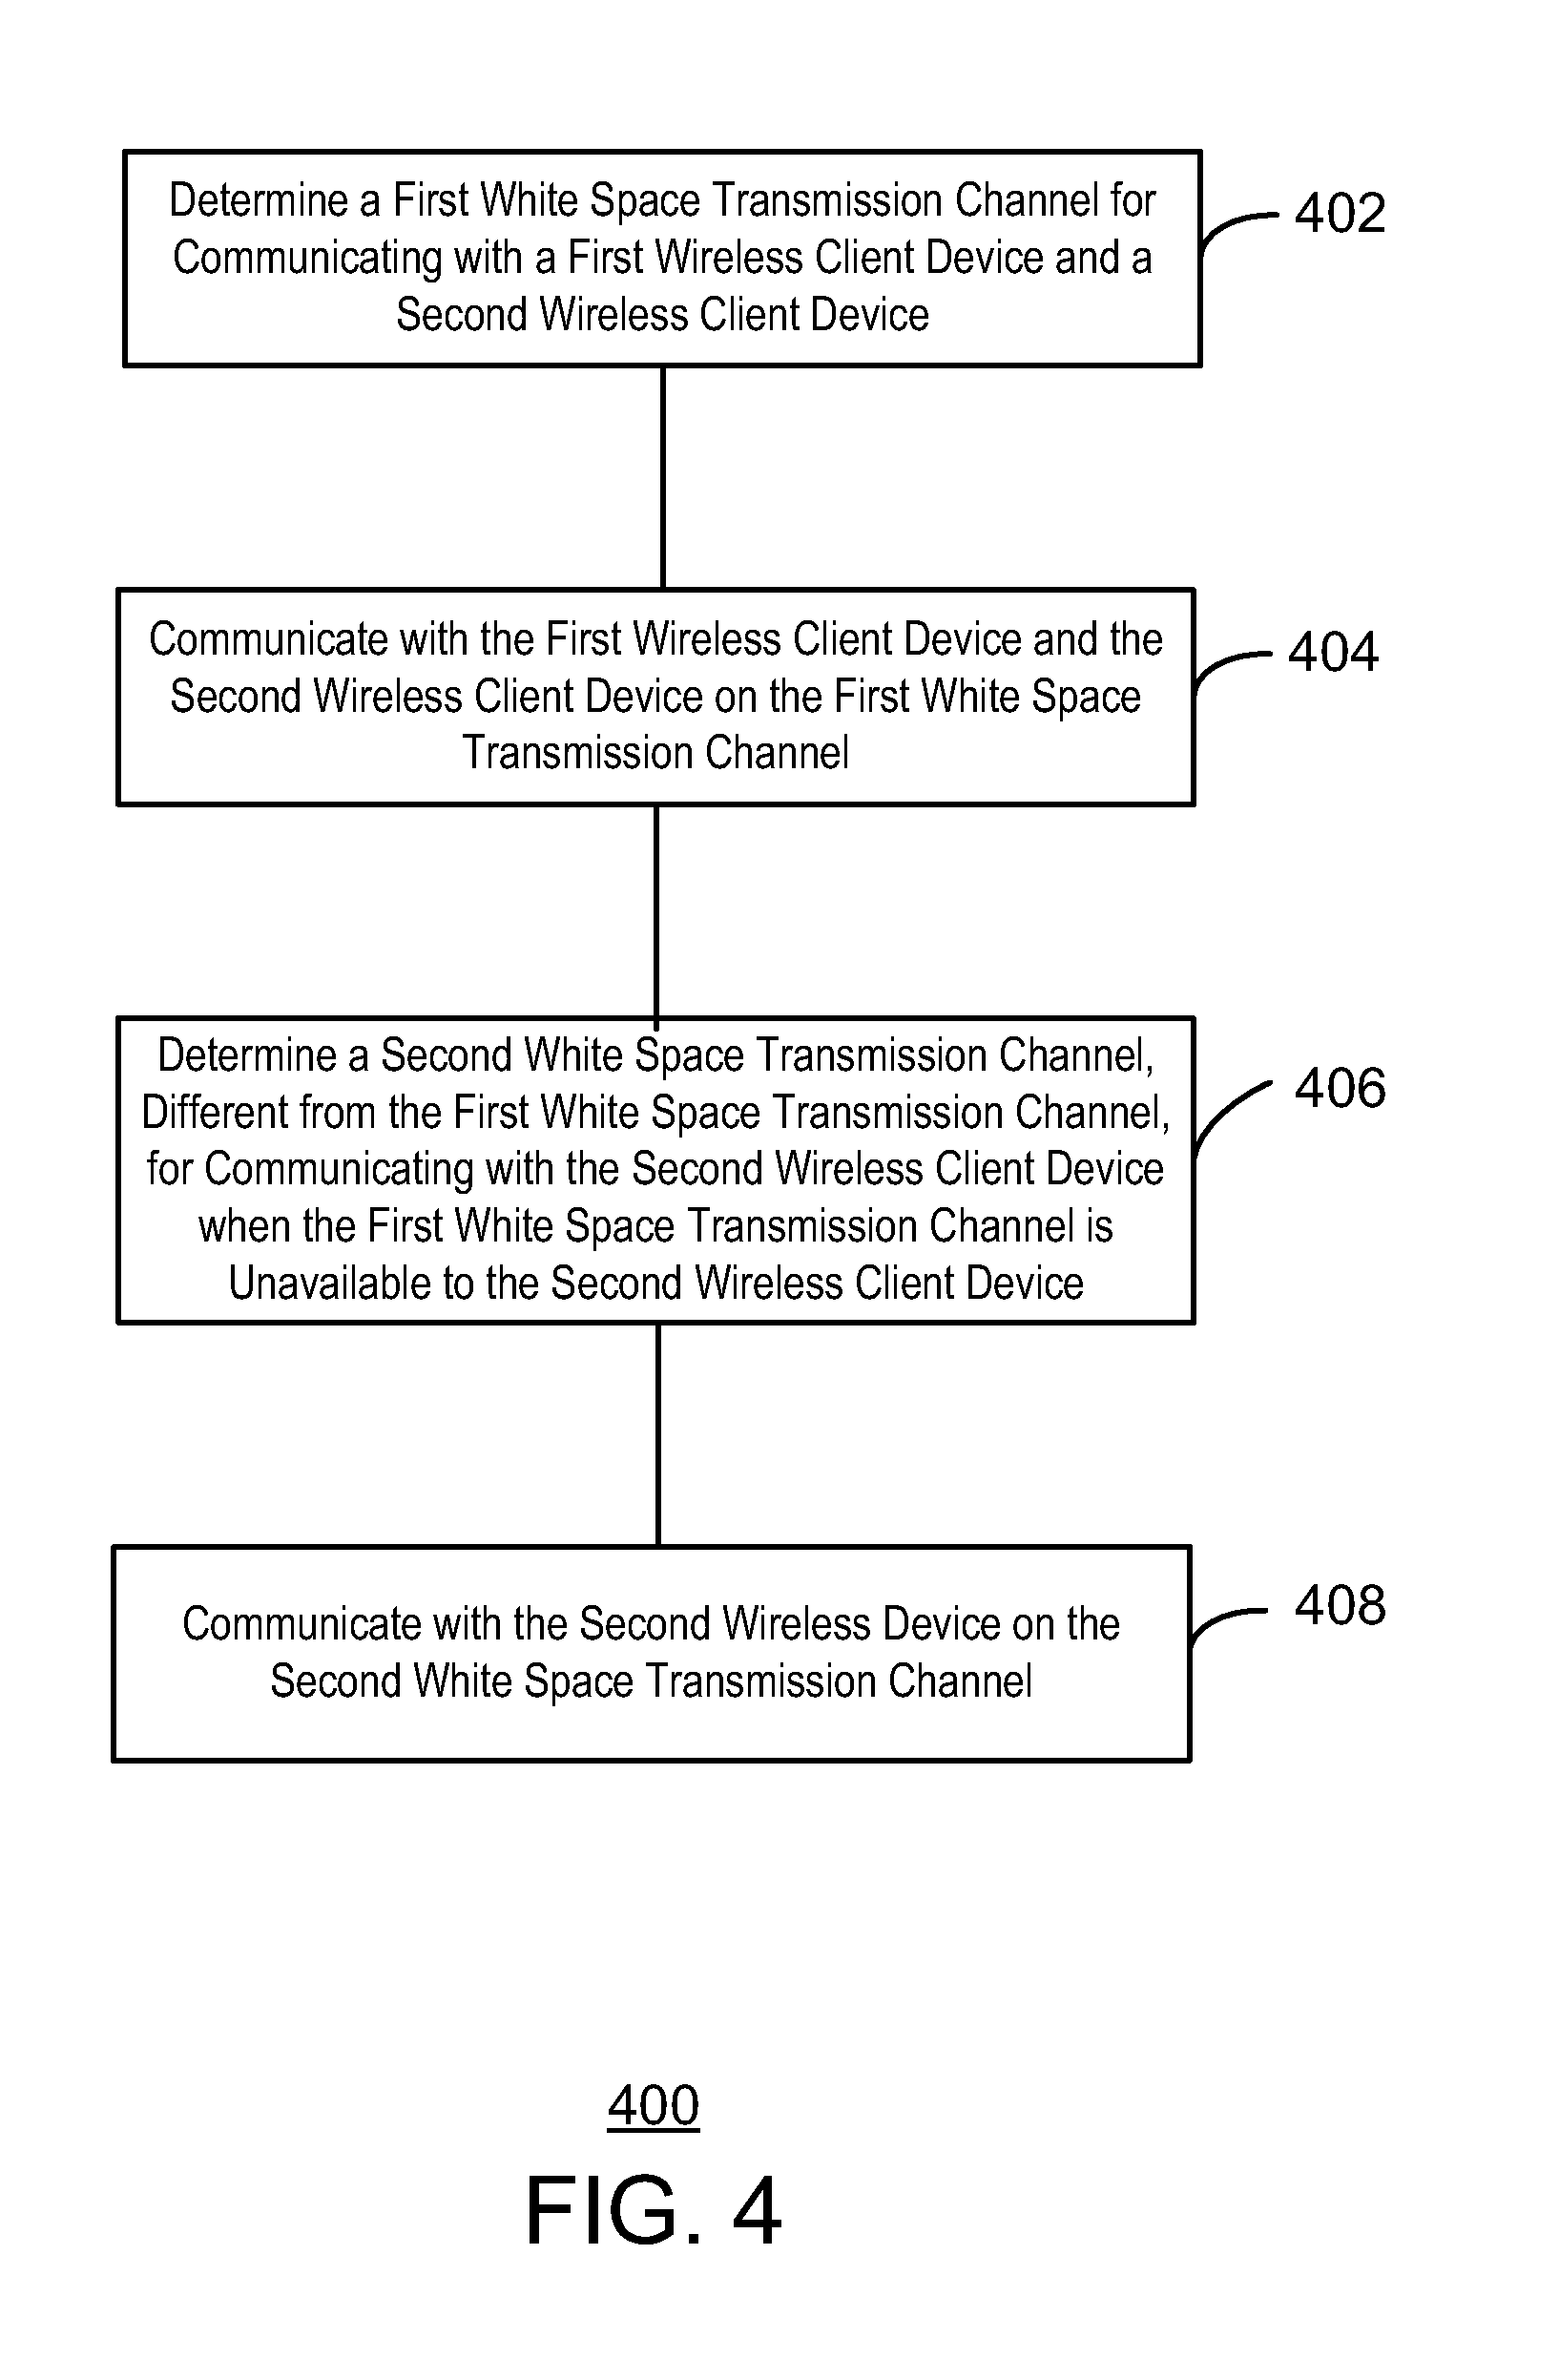 Determine a First White Space Transmission Channel for
Communicating with a First Wireless Client Device and a
Second Wireless Client Device
402
Communicate with the First Wireless Client Device and the
Second Wireless Client Device on the First White Space
Transmission Channel
404
Determine a Second White Space Transmission Channel,
Different from the First White Space Transmission Channel,
for Communicating with the Second Wireless Client Device
when the First White Space Transmission Channel is
Unavailable to the Second Wireless Client Device
406
Communicate with the Second Wireless Device on the
Second White Space Transmission Channel
408
400
FIG. 4